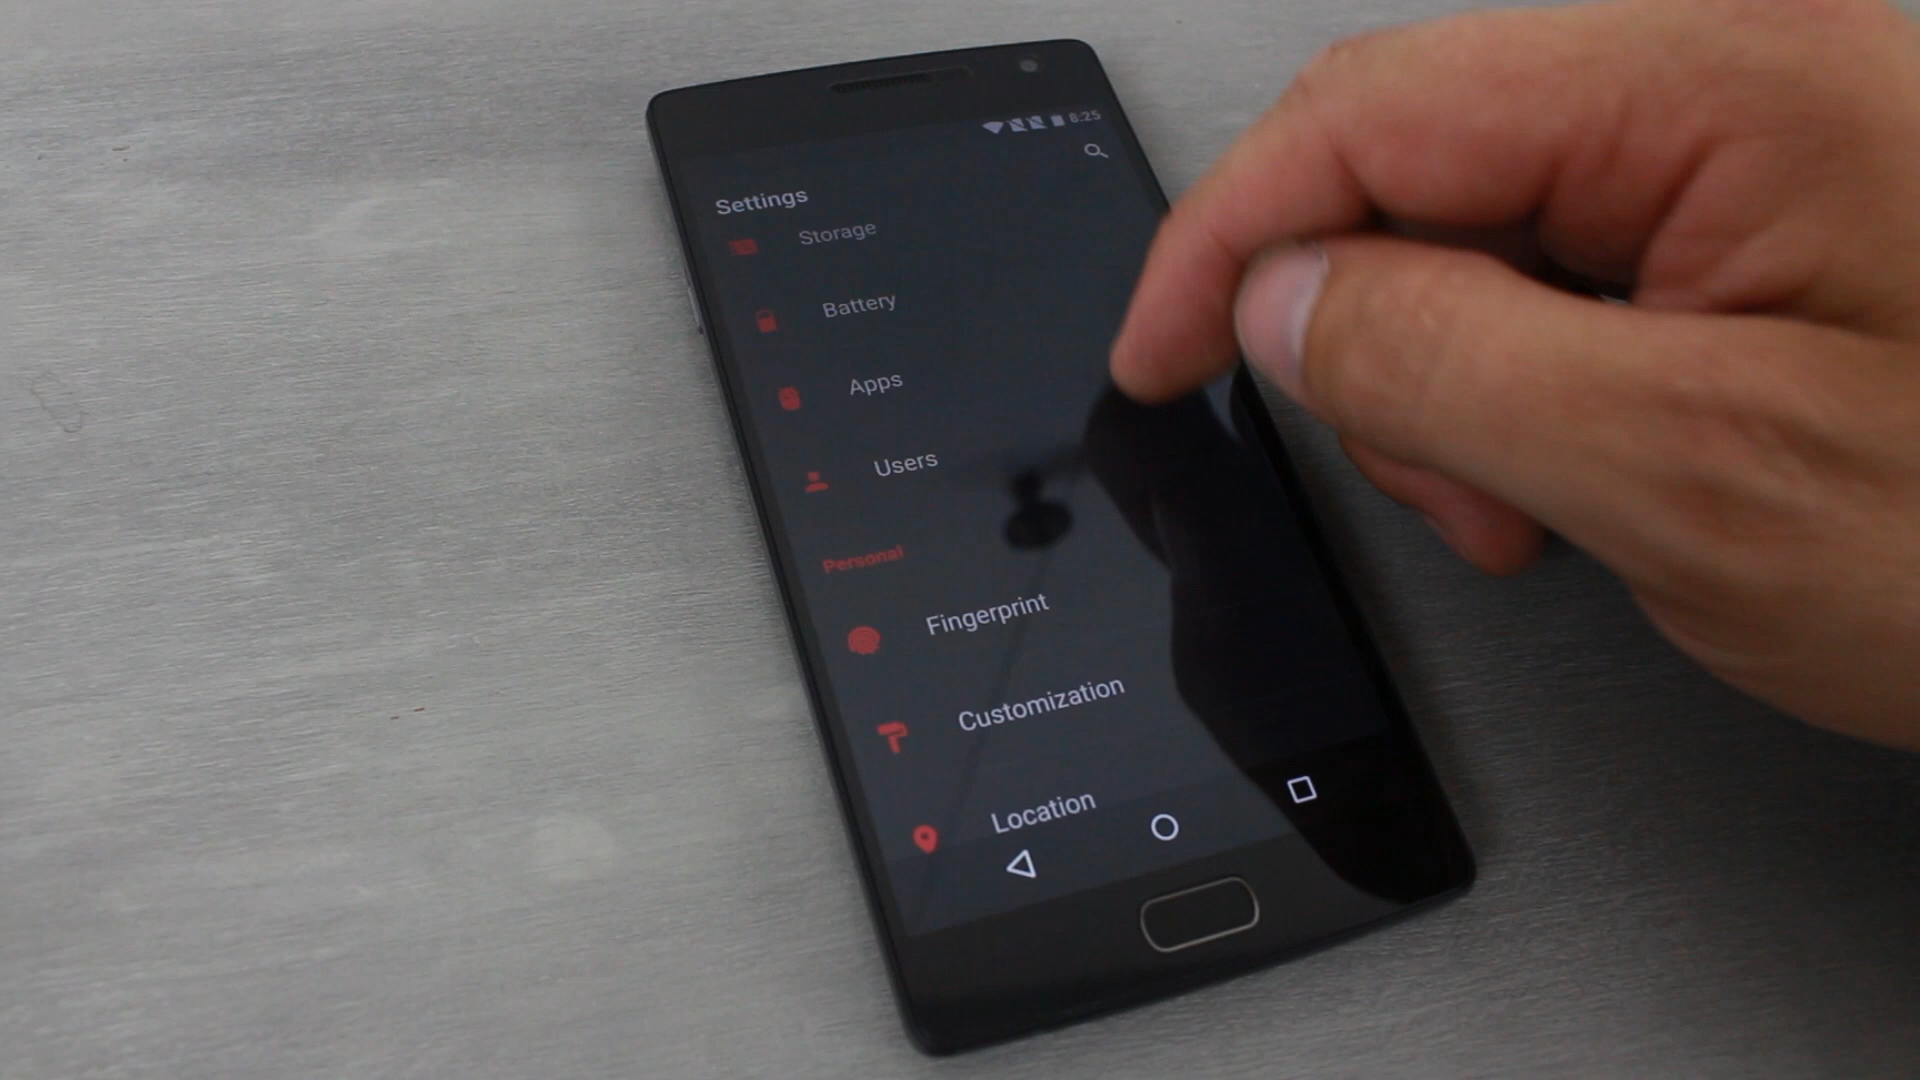 8:25
Settings
Storage
Battery
Apps
Users
Personal
Fingerprint
Customization
Location